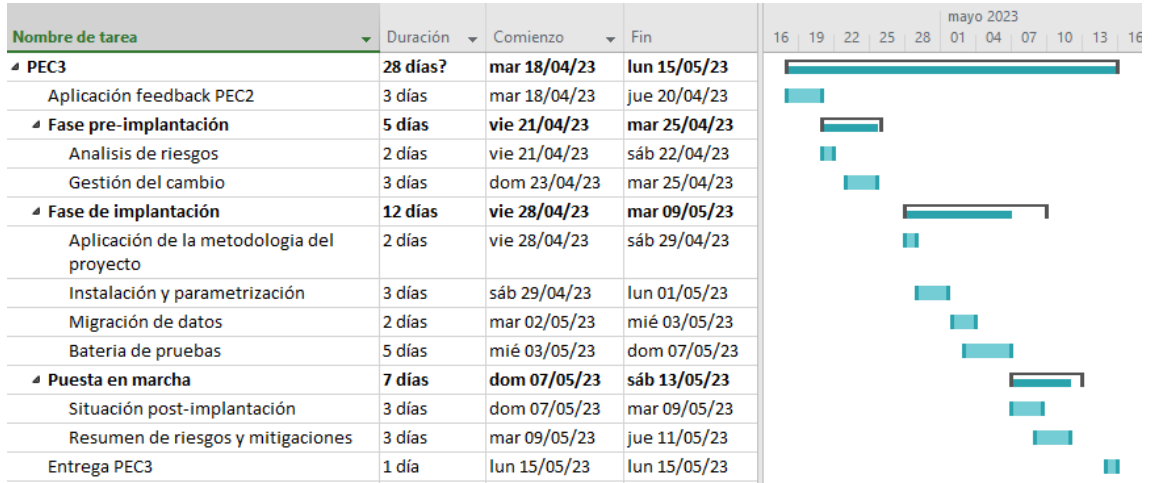 mayo 2023
Nombre de tarea Duración Comienzo Fin 16 19 22 25 28 01 04 07 10 13 16
PEC3 28 días? mar 18/04/23 lun 15/05/23
Aplicación feedback PEC2 3 días mar 18/04/23 jue 20/04/23
Fase pre-implantación 5 días vie 21/04/23 mar 25/04/23
Analisis de riesgos 2 días vie 21/04/23 sáb 22/04/23
Gestión del cambio 3 días dom 23/04/23 mar 25/04/23
Fase de implantación 12 días vie 28/04/23 mar 09/05/23
Aplicación de la metodologia del 2 días vie 28/04/23 sáb 29/04/23
proyecto
Instalación y parametrización 3 días sáb 29/04/23 lun 01/05/23
Migración de datos 2 días mar 02/05/23 mié 03/05/23
Bateria de pruebas 5 días mié 03/05/23 dom 07/05/23
Puesta en marcha 7 días dom 07/05/23 sáb 13/05/23
Situación post-implantación 3 días dom 07/05/23 mar 09/05/23
Resumen de riesgos y mitigaciones 3 días mar 09/05/23 jue 11/05/23
Entrega PEC3 1 día lun 15/05/23 lun 15/05/23